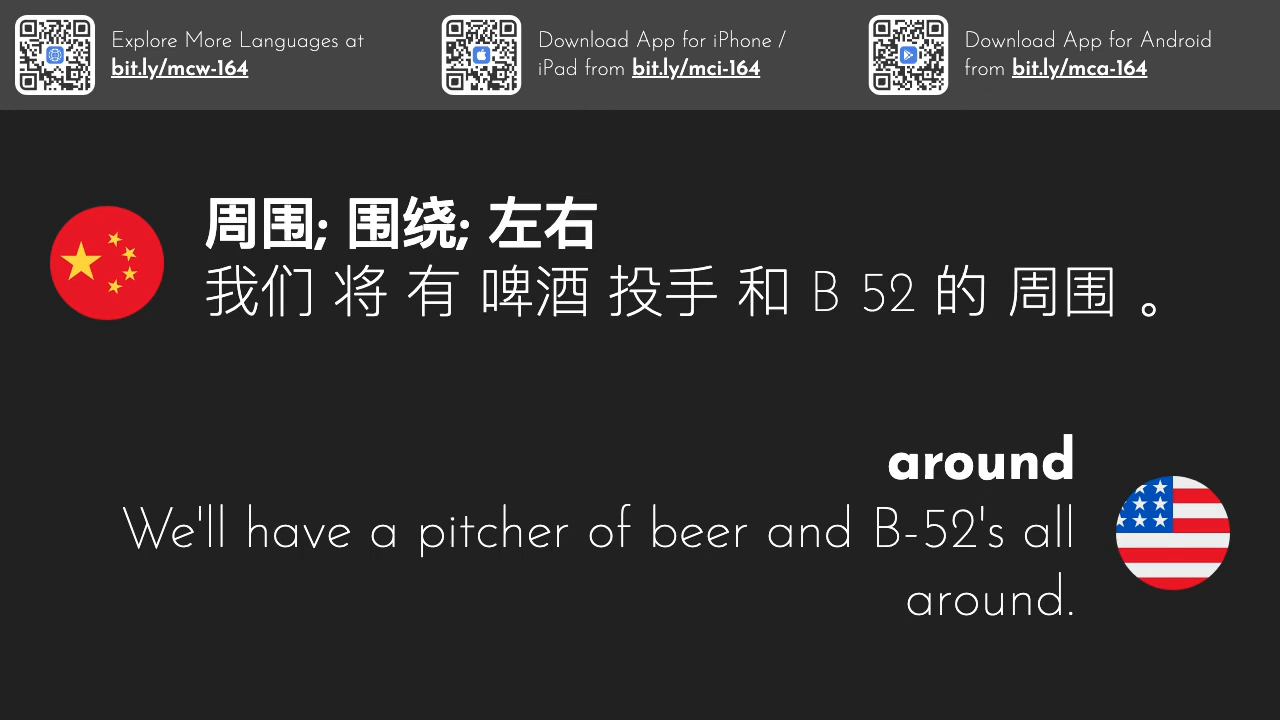 Explore More Languages at
bit.ly/mcw-164
Download App for iPhone /
iPad from bit.ly/mci-164
Download App for Android
from bit.ly/mca-164
周围; 围绕; 左右
我们 将 有 啤酒 投手 和 B 52 的 周围 。
around
We'll have a pitcher of beer and B-52's all
around.